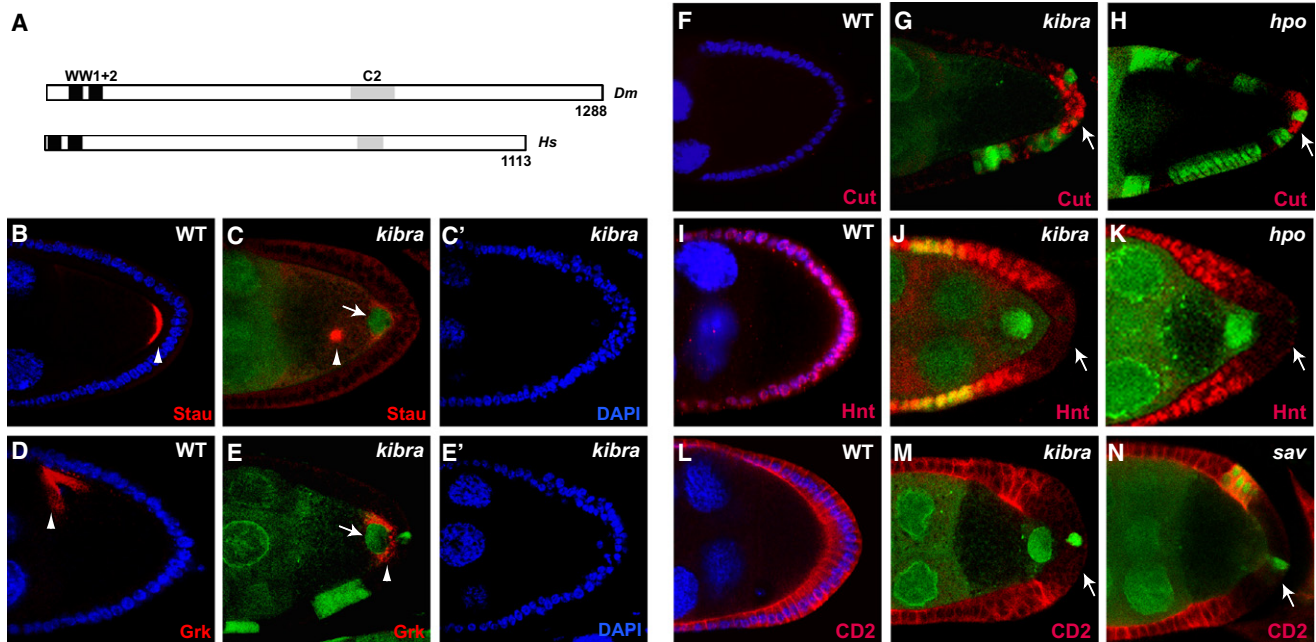 A
WW1+2 C2
Dm
1288
Hs
1113
B WT
Stau
C kibra
Stau
C' kibra
DAPI
D WT
Grk
E kibra
Grk
E' kibra
DAPI
F WT
Cut
G kibra
Cut
H hpo
Cut
I WT
Hnt
J kibra
Hnt
K hpo
Hnt
L WT
CD2
M kibra
CD2
N sav
CD2